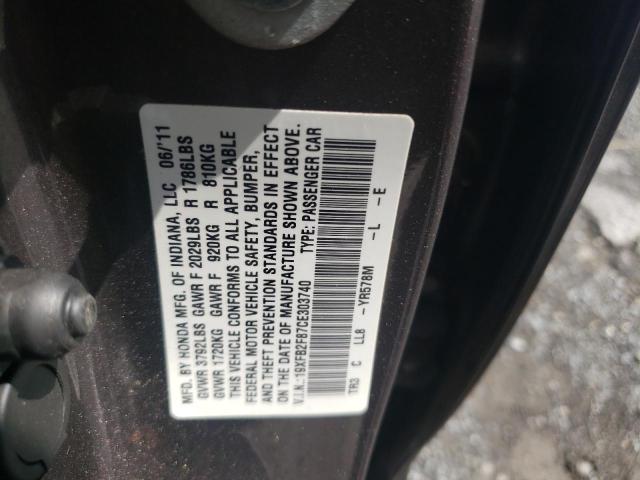 MFD. BY HONDA MFG. OF INDIANA, LLC 06/'11
GVWR 3792LBS GAWR F 2029LBS R 1786LBS
GVWR 1720KG GAWR F 920KG R 810KG
THIS VEHICLE CONFORMS TO ALL APPLICABLE
FEDERAL MOTOR VEHICLE SAFETY, BUMPER,
AND THEFT PREVENTION STANDARDS IN EFFECT
ON THE DATE OF MANUFACTURE SHOWN ABOVE.
V.I.N.:19XFB2F87CE303740 TYPE: PASSENGER CAR
TR3 C LL8 -YR578M -L -E